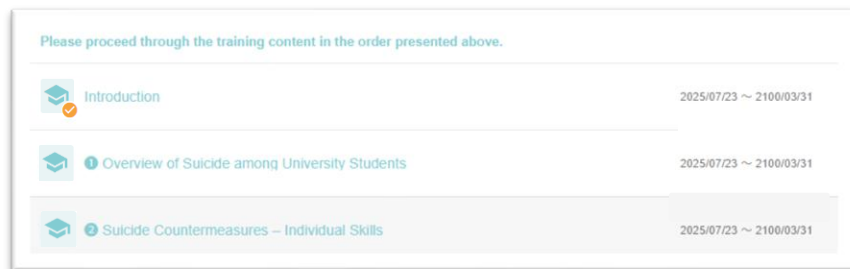 Please proceed through the training content in the order presented above.
Introduction 2025/07/23 ~ 2100/03/31
❶ Overview of Suicide among University Students 2025/07/23 ~ 2100/03/31
❷ Suicide Countermeasures – Individual Skills 2025/07/23 ~ 2100/03/31